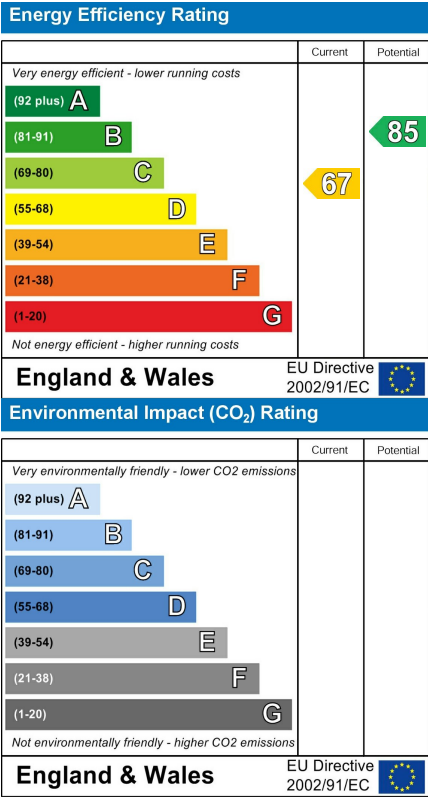 Energy Efficiency Rating
Current Potential
Very energy efficient - lower running costs
(92 plus) A
(81-91) B
85
(69-80) C
67
(55-68) D
(39-54) E
(21-38) F
(1-20) G
Not energy efficient - higher running costs
England & Wales
EU Directive
2002/91/EC
Environmental Impact (CO₂) Rating
Current Potential
Very environmentally friendly - lower CO2 emissions
(92 plus) A
(81-91) B
(69-80) C
(55-68) D
(39-54) E
(21-38) F
(1-20) G
Not environmentally friendly - higher CO2 emissions
England & Wales
EU Directive
2002/91/EC